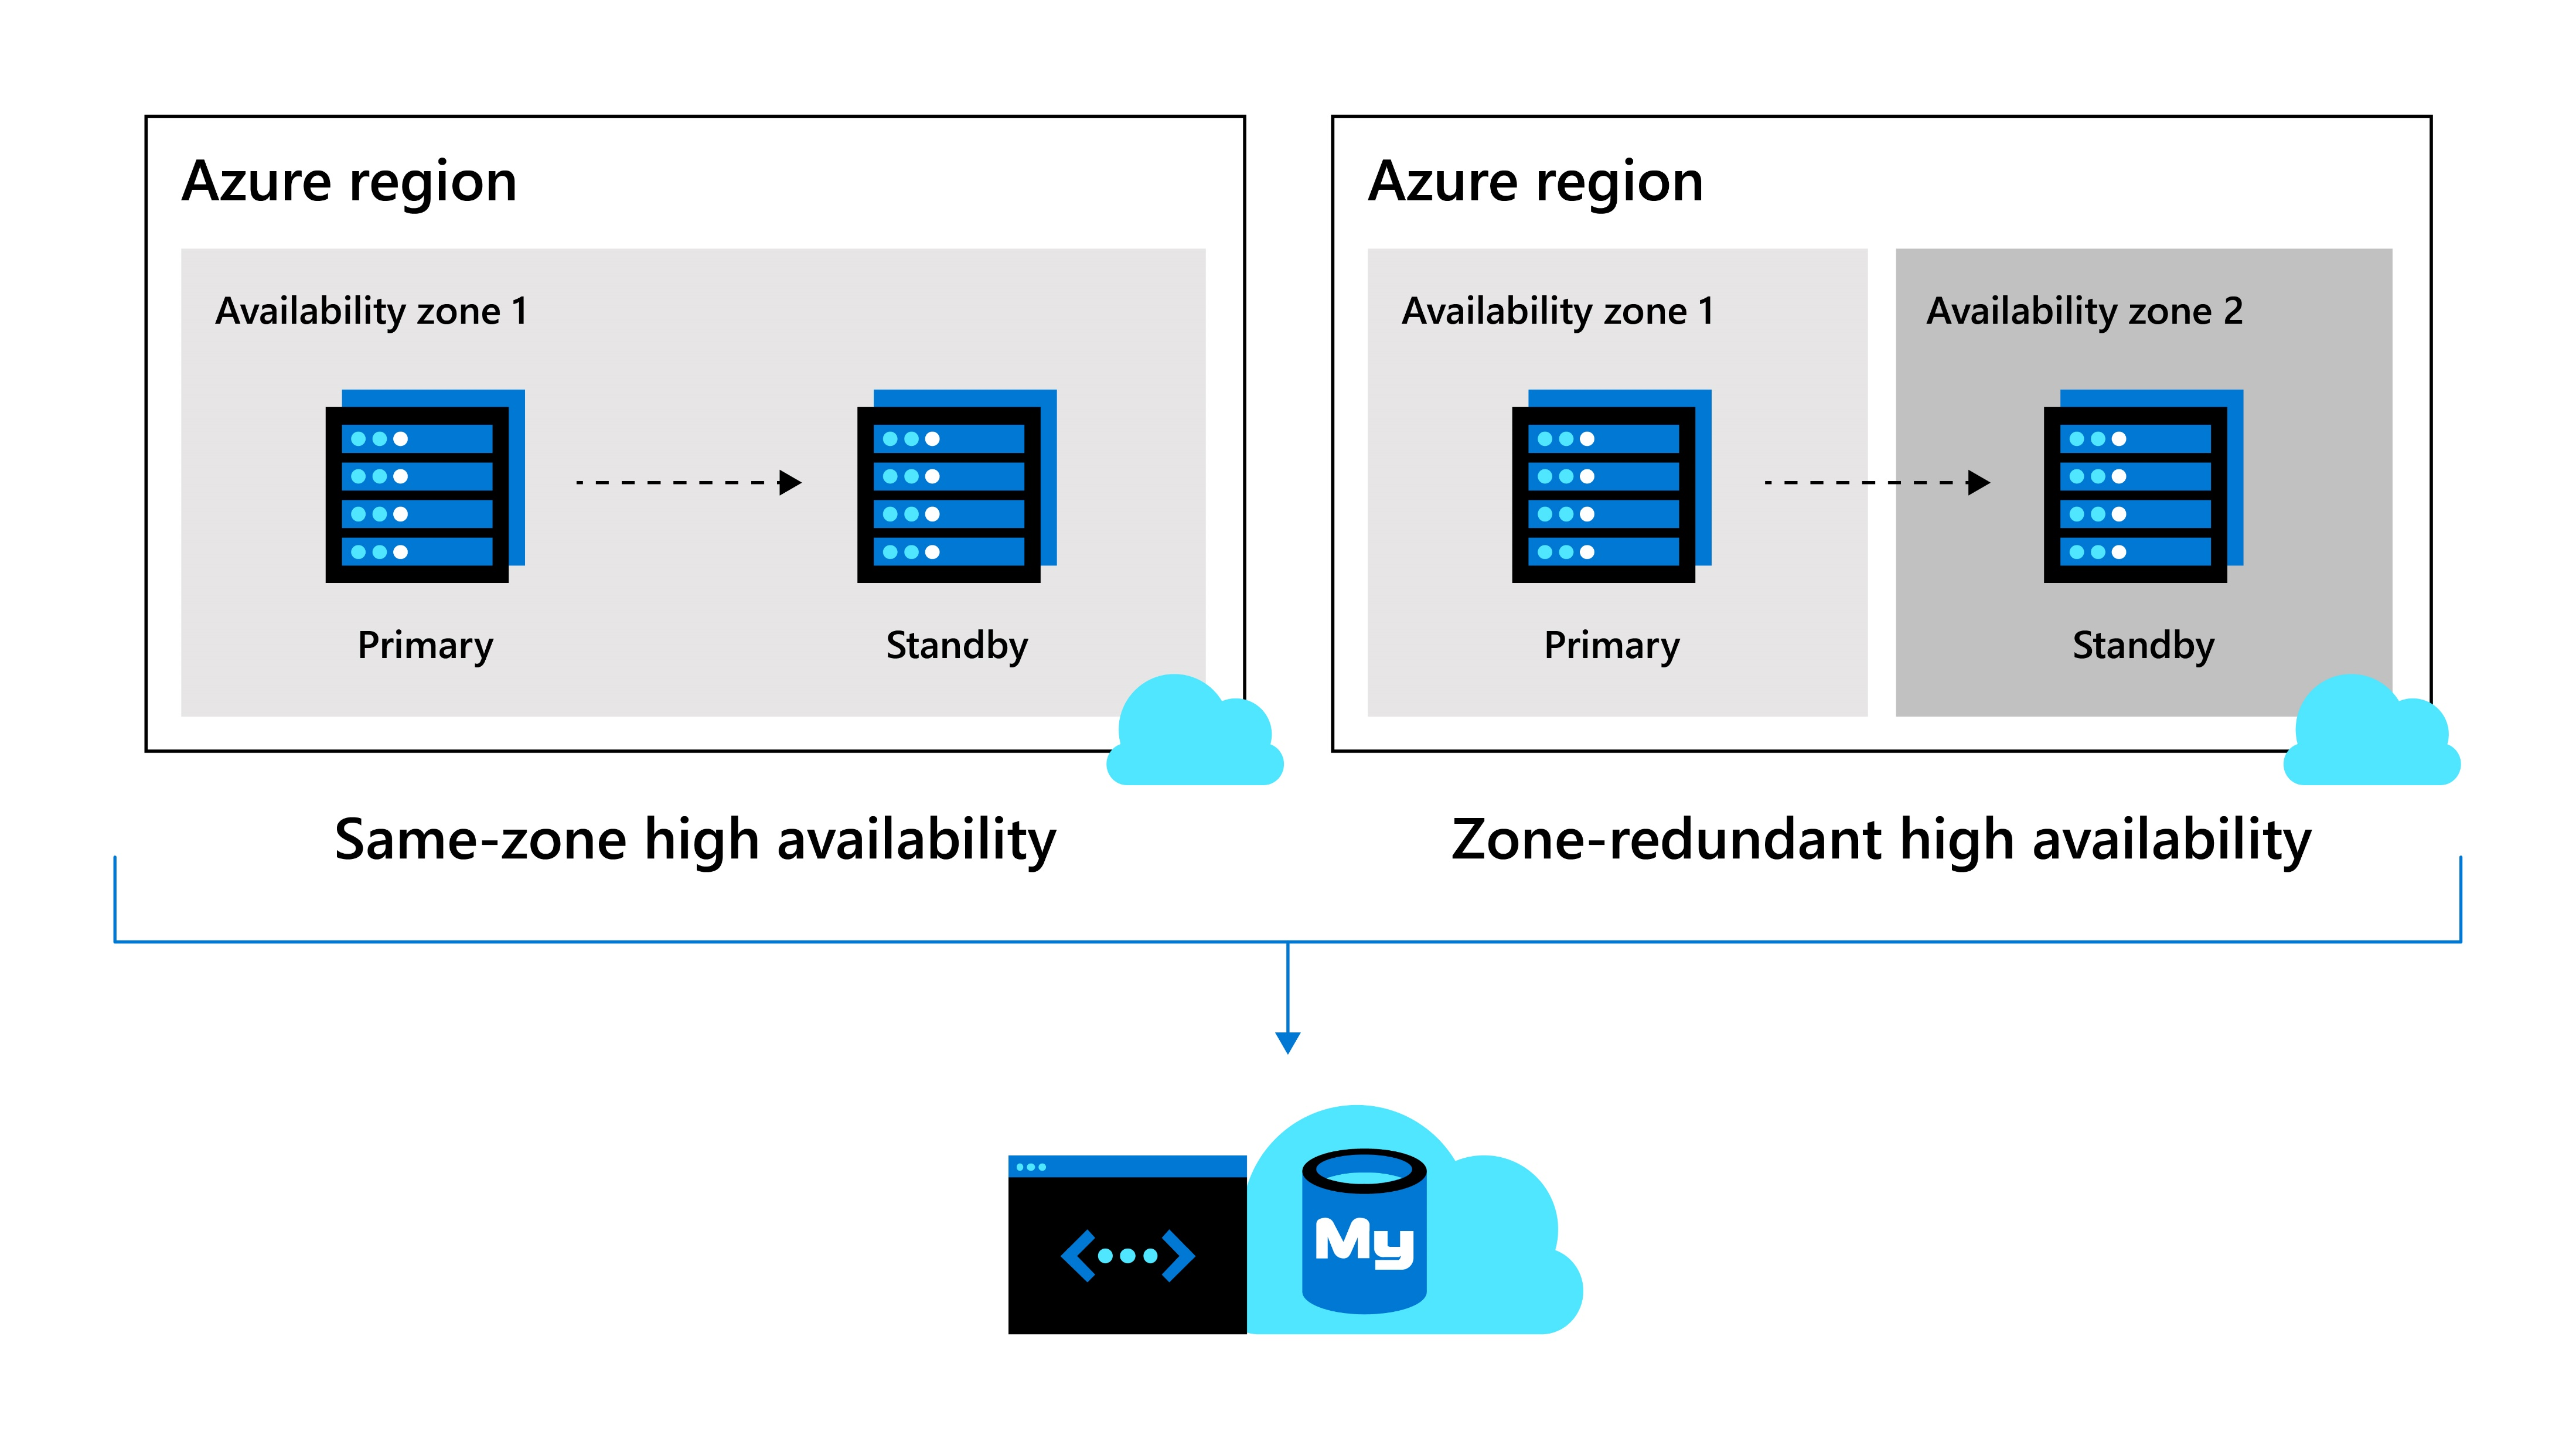 Azure region
Availability zone 1
Primary
Standby
Same-zone high availability
Azure region
Availability zone 1
Availability zone 2
Primary
Standby
Zone-redundant high availability
My